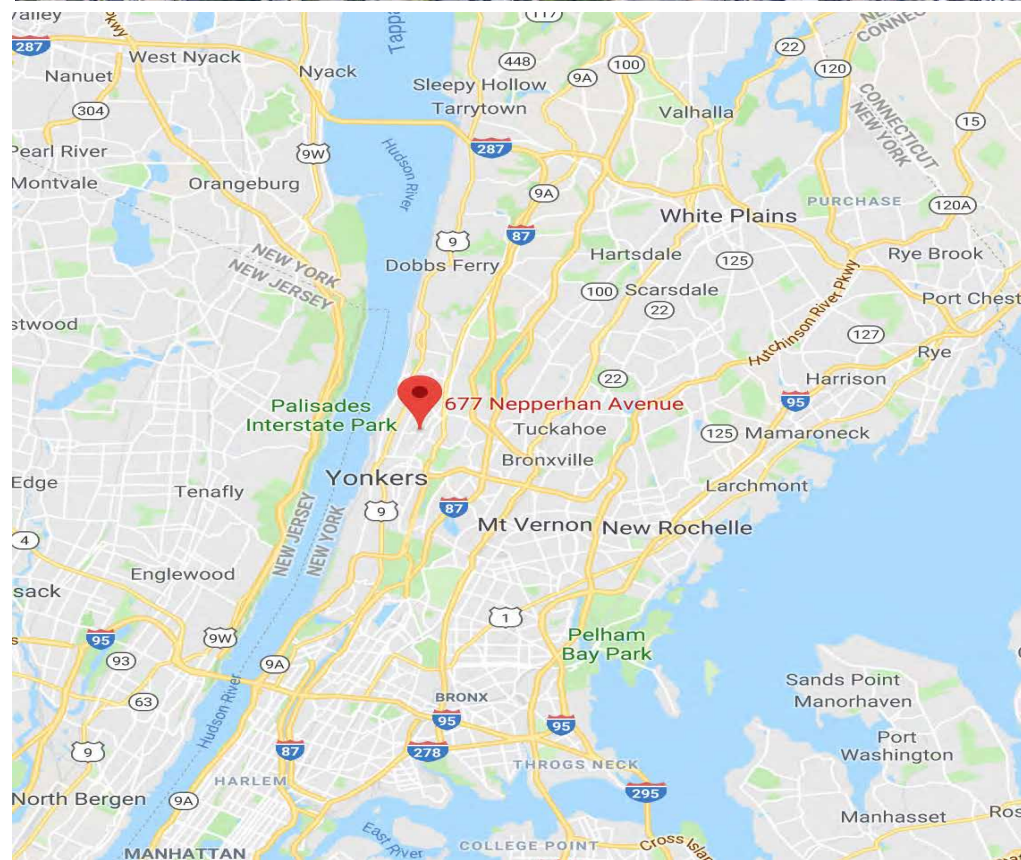 117
287
West Nyack
Nanuet
Nyack
448
9A
100
22
120
CONNECTICUT
NEW YORK
Sleepy Hollow
Tarrytown
Valhalla
304
Pearl River
9W
287
15
Montvale
Orangeburg
Hudson River
9A
PURCHASE
120A
White Plains
9
87
Dobbs Ferry
Hartsdale
125
Rye Brook
NEW YORK
NEW JERSEY
100
Scarsdale
22
Port Chest
Hutchinson River Pkwy
stwood
127
Rye
22
Harrison
95
Palisades
Interstate Park
677 Nepperhan Avenue
Tuckahoe
125
Mamaroneck
Bronxville
Yonkers
Edge
Tenafly
Larchmont
9
87
NEW JERSEY
NEW YORK
Mt Vernon
New Rochelle
4
Englewood
sack
1
95
9W
Pelham
Bay Park
93
9A
63
Hudson River
BRONX
Sands Point
Manorhaven
95
95
9
87
278
Port
Washington
THROGS NECK
HARLEM
295
North Bergen
9A
Manhasset
Ros
East River
COLLEGE POINT
Cross Islan
MANHATTAN